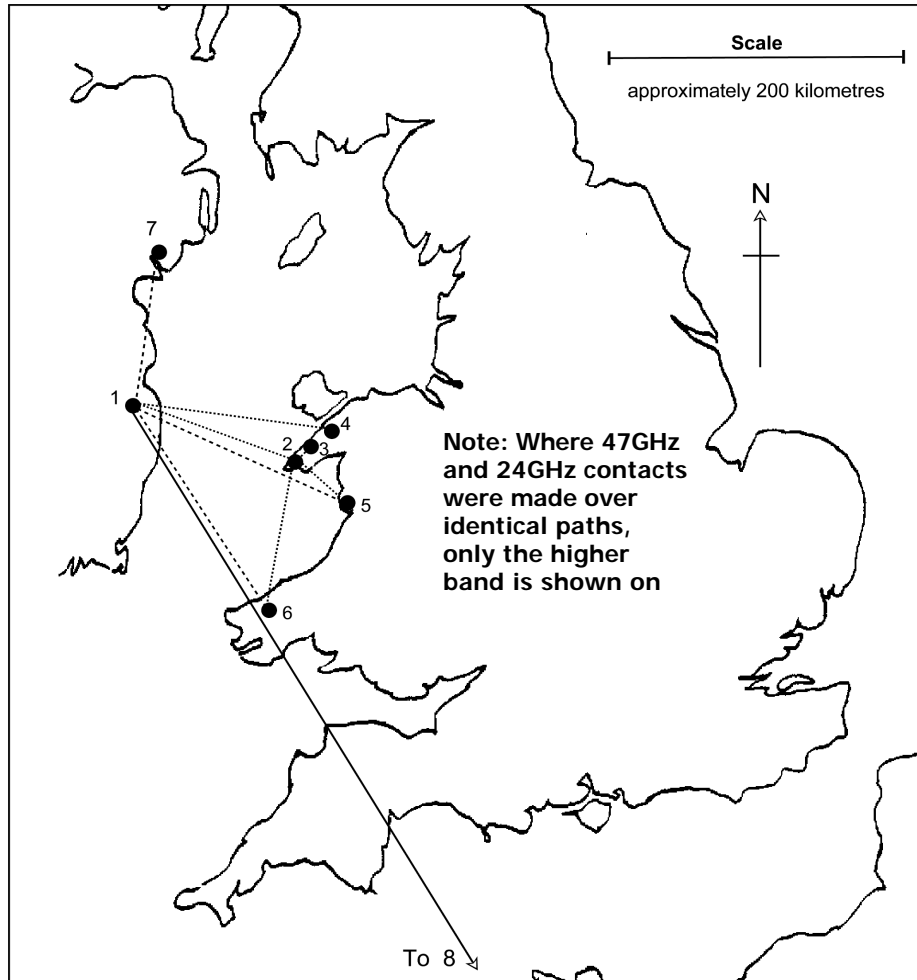 Scale
approximately 200 kilometres
N
7
1
4
2
3
Note: Where 47GHz
and 24GHz contacts
were made over
identical paths,
only the higher
band is shown on
5
6
To 8